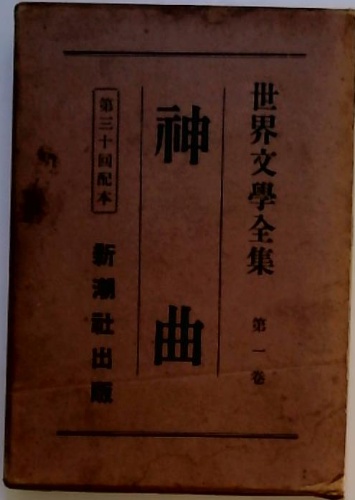 世界文學全集 第一卷
神曲
第三十回配本
新潮社出版